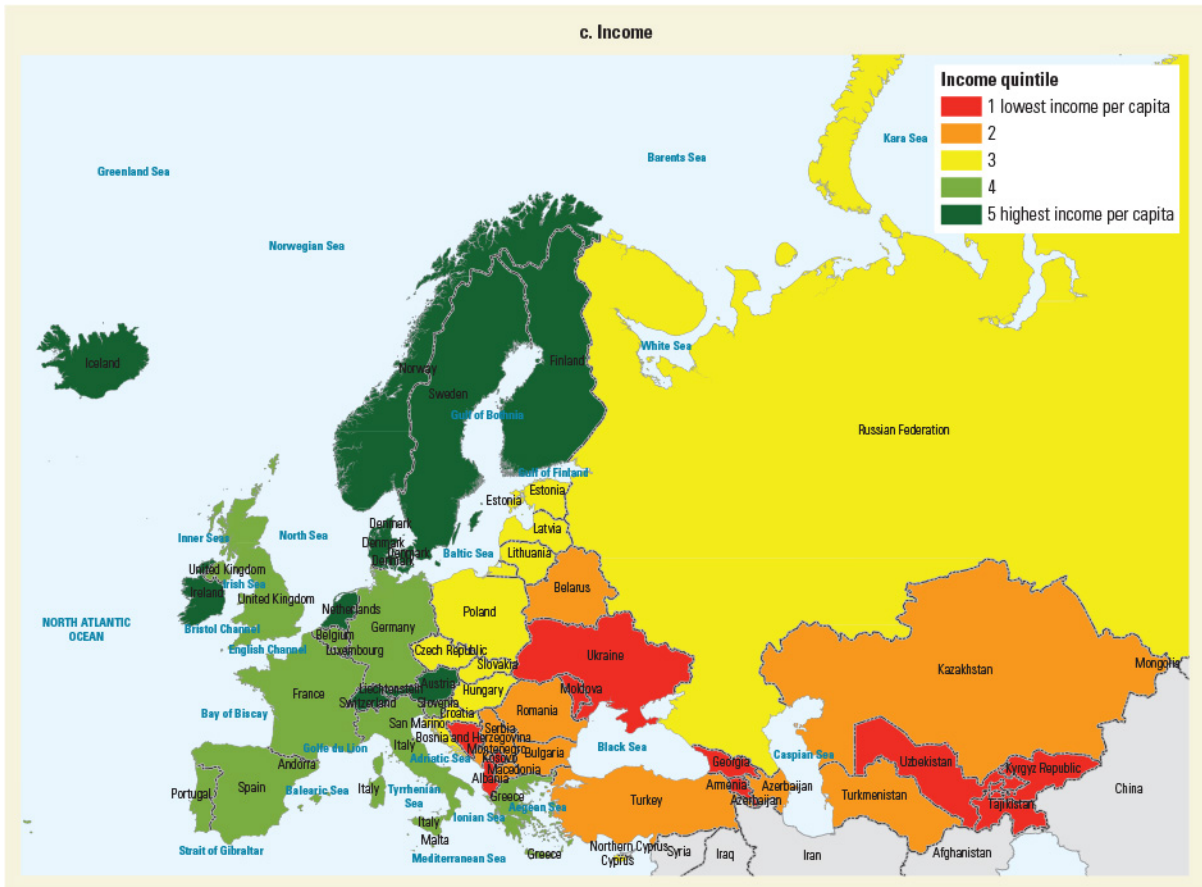 c. Income
Income quintile
1 lowest income per capita
2
3
4
5 highest income per capita
Kara Sea
Barents Sea
Greenland Sea
Norwegian Sea
White Sea
Iceland
Norway
Finland
Sweden
Gulf of Bothnia
Russian Federation
Gulf of Finland
Estonia
Estonia
Denmark
Latvia
Inner Seas
North Sea
Denmark
Denmark
Denmark
Baltic Sea
Lithuania
United Kingdom
Irish Sea
Ireland
United Kingdom
Belarus
Netherlands
Poland
NORTH ATLANTIC
OCEAN
Bristol Channel
Belgium
Germany
English Channel
Luxembourg
Czech Republic
Ukraine
Slovakia
Kazakhstan
Mongolia
France
Liechtenstein
Austria
Hungary
Moldova
Switzerland
Slovenia
Croatia
Romania
Bay of Biscay
San Marino
Serbia
Bosnia and Herzegovina
Golfe du Lion
Italy
Montenegro
Black Sea
Caspian Sea
Adriatic Sea
Kosovo
Bulgaria
Georgia
Uzbekistan
Kyrgyz Republic
Andorra
Macedonia
Albania
Armenia
Azerbaijan
China
Portugal
Spain
Balearic Sea
Italy
Tyrrhenian
Sea
Greece
Aegean Sea
Turkey
Azerbaijan
Turkmenistan
Tajikistan
Ionian Sea
Italy
Malta
Strait of Gibraltar
Mediterranean Sea
Greece
Northern Cyprus
Cyprus
Syria
Iraq
Iran
Afghanistan